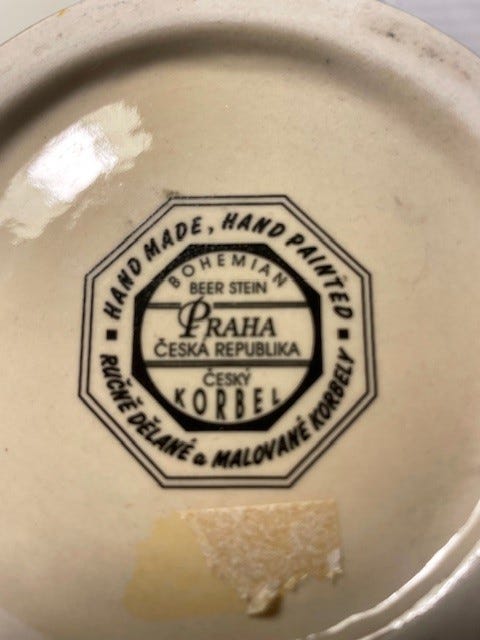 HAND MADE, HAND PAINTED
BOHEMIAN
BEER STEIN
PRAHA
ČESKÁ REPUBLIKA
ČESKÝ
KORBEL
RUČNĚ DĚLANÉ a MALOVANÉ KORBELY